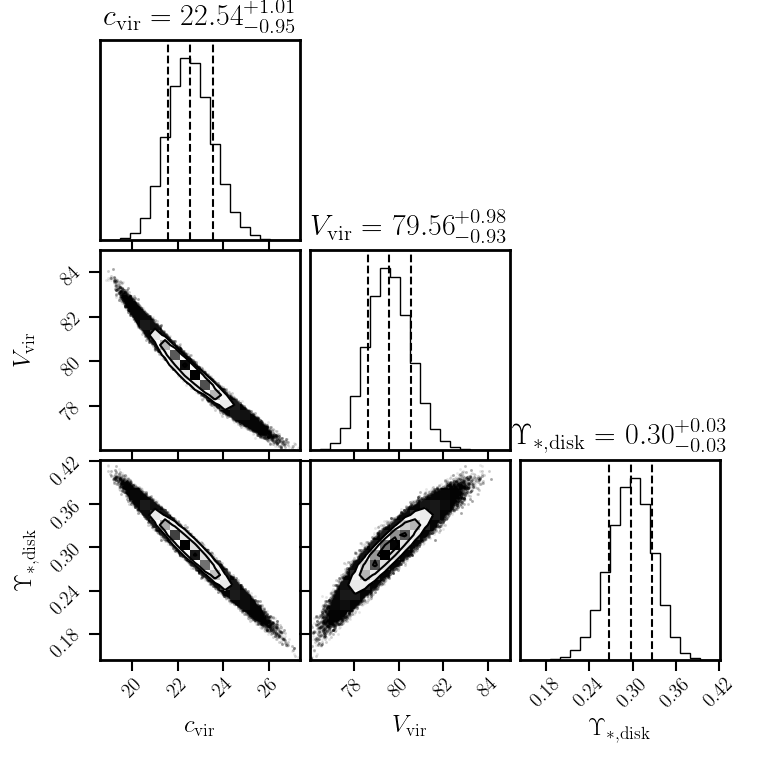 c_vir = 22.54^{+1.01}_{-0.95}
V_vir = 79.56^{+0.98}_{-0.93}
84
82
80
78
V_vir
ϒ_{*,disk} = 0.30^{+0.03}_{-0.03}
0.42
0.36
0.30
0.24
0.18
ϒ_{*,disk}
20 22 24 26
78 80 82 84
0.18 0.24 0.30 0.36 0.42
c_vir V_vir ϒ_{*,disk}